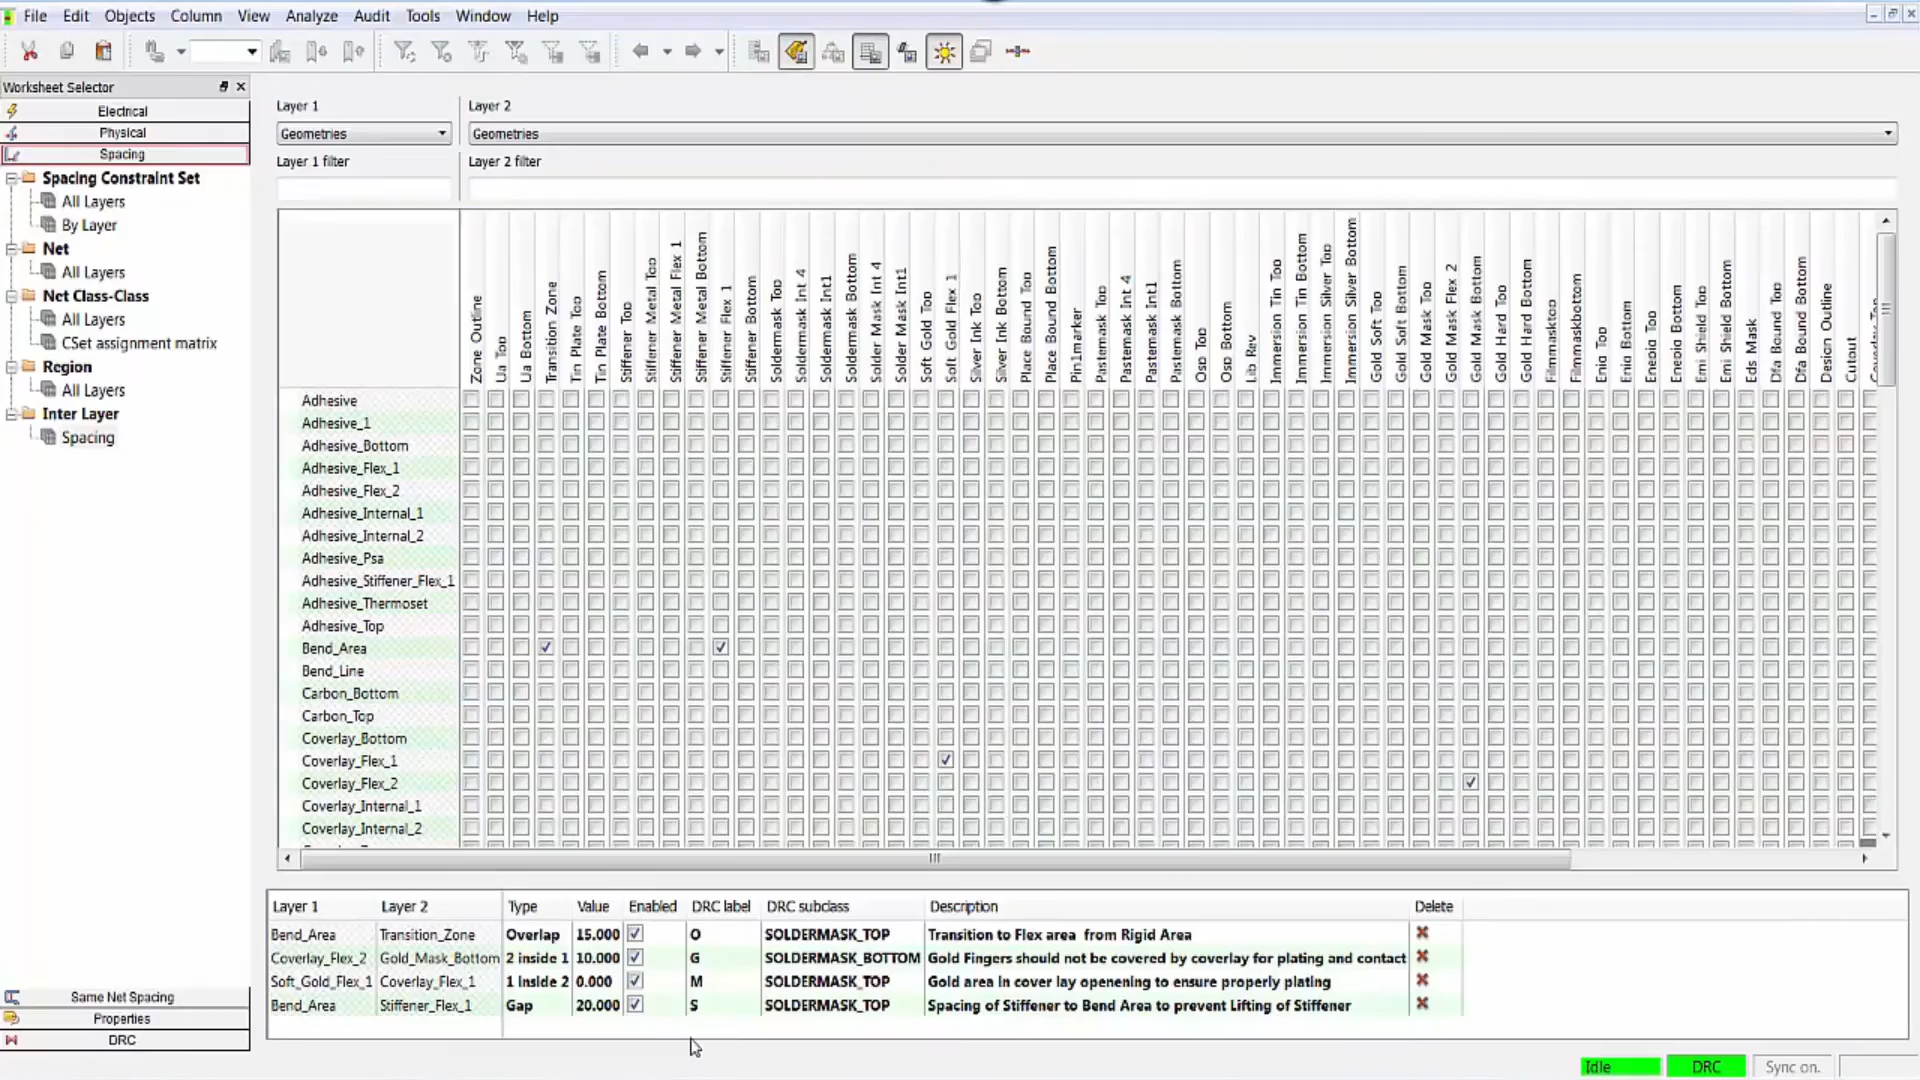 File Edit Objects Column View Analyze Audit Tools Window Help
Worksheet Selector
Electrical
Physical
Spacing
Spacing Constraint Set
All Layers
By Layer
Net
All Layers
Net Class-Class
All Layers
CSet assignment matrix
Region
All Layers
Inter Layer
Spacing
Same Net Spacing
Properties
DRC
Layer 1 Layer 2
Geometries Geometries
Layer 1 filter Layer 2 filter
Zone Outline
Ua Top
Ua Bottom
Transition Zone
Tin Plate Top
Tin Plate Bottom
Stiffener Top
Stiffener Metal Top
Stiffener Metal Flex 1
Stiffener Metal Bottom
Stiffener Flex 1
Stiffener Bottom
Soldermask Top
Soldermask Int 4
Soldermask Int1
Soldermask Bottom
Solder Mask Int 4
Solder Mask Int1
Soft Gold Top
Soft Gold Flex 1
Silver Ink Top
Silver Ink Bottom
Place Bound Top
Place Bound Bottom
Pin1marker
Pastemask Top
Pastemask Int 4
Pastemask Int1
Pastemask Bottom
Osp Top
Osp Bottom
Lib Rev
Immersion Tin Top
Immersion Tin Bottom
Immersion Silver Top
Immersion Silver Bottom
Gold Soft Top
Gold Soft Bottom
Gold Mask Top
Gold Mask Flex 2
Gold Mask Bottom
Gold Hard Top
Gold Hard Bottom
Filmmasktop
Filmmaskbottom
Enig Top
Enig Bottom
Enepig Top
Enepig Bottom
Emi Shield Top
Emi Shield Bottom
Eds Mask
Dfa Bound Top
Dfa Bound Bottom
Design Outline
Cutout
Adhesive
Adhesive_1
Adhesive_Bottom
Adhesive_Flex_1
Adhesive_Flex_2
Adhesive_Internal_1
Adhesive_Internal_2
Adhesive_Psa
Adhesive_Stiffener_Flex_1
Adhesive_Thermoset
Adhesive_Top
Bend_Area
Bend_Line
Carbon_Bottom
Carbon_Top
Coverlay_Bottom
Coverlay_Flex_1
Coverlay_Flex_2
Coverlay_Internal_1
Coverlay_Internal_2
Layer 1 Layer 2 Type Value Enabled DRC label DRC subclass Description Delete
Bend_Area Transition_Zone Overlap 15.000 O SOLDERMASK_TOP Transition to Flex area from Rigid Area
Coverlay_Flex_2 Gold_Mask_Bottom 2 inside 1 10.000 G SOLDERMASK_BOTTOM Gold Fingers should not be covered by coverlay for plating and contact
Soft_Gold_Flex_1 Coverlay_Flex_1 1 inside 2 0.000 M SOLDERMASK_TOP Gold area in cover lay openening to ensure properly plating
Bend_Area Stiffener_Flex_1 Gap 20.000 S SOLDERMASK_TOP Spacing of Stiffener to Bend Area to prevent Lifting of Stiffener
Idle DRC Sync on.